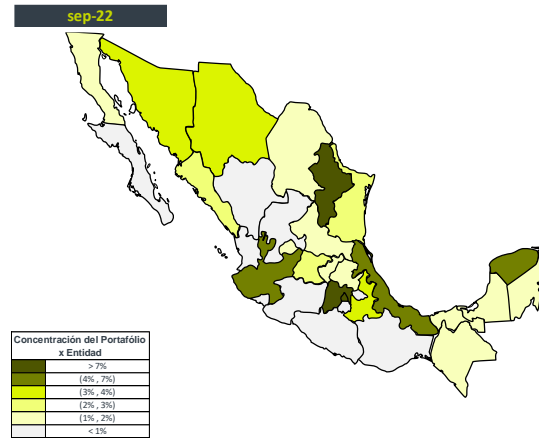 sep-22
Concentración del Portafólio
x Entidad
> 7%
(4% , 7%)
(3% , 4%)
(2% , 3%)
(1% , 2%)
< 1%